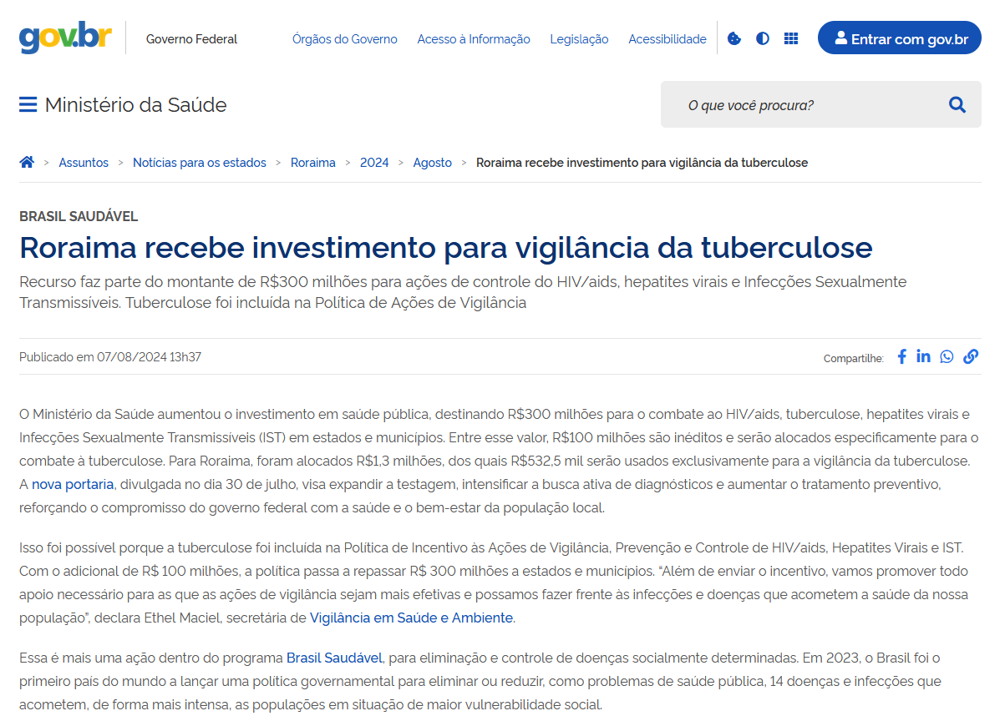 gov.br
Governo Federal
Órgãos do Governo
Acesso à Informação
Legislação
Acessibilidade
Entrar com gov.br
Ministério da Saúde
O que você procura?
> Assuntos > Notícias para os estados > Roraima > 2024 > Agosto > Roraima recebe investimento para vigilância da tuberculose
BRASIL SAUDÁVEL
Roraima recebe investimento para vigilância da tuberculose
Recurso faz parte do montante de R$300 milhões para ações de controle do HIV/aids, hepatites virais e Infecções Sexualmente
Transmissíveis. Tuberculose foi incluída na Política de Ações de Vigilância
Publicado em 07/08/2024 13h37
Compartilhe:
O Ministério da Saúde aumentou o investimento em saúde pública, destinando R$300 milhões para o combate ao HIV/aids, tuberculose, hepatites virais e
Infecções Sexualmente Transmissíveis (IST) em estados e municípios. Entre esse valor, R$100 milhões são inéditos e serão alocados especificamente para o
combate à tuberculose. Para Roraima, foram alocados R$1,3 milhões, dos quais R$532,5 mil serão usados exclusivamente para a vigilância da tuberculose.
A nova portaria, divulgada no dia 30 de julho, visa expandir a testagem, intensificar a busca ativa de diagnósticos e aumentar o tratamento preventivo,
reforçando o compromisso do governo federal com a saúde e o bem-estar da população local.
Isso foi possível porque a tuberculose foi incluída na Política de Incentivo às Ações de Vigilância, Prevenção e Controle de HIV/aids, Hepatites Virais e IST.
Com o adicional de R$ 100 milhões, a política passa a repassar R$ 300 milhões a estados e municípios. “Além de enviar o incentivo, vamos promover todo
apoio necessário para as que as ações de vigilância sejam mais efetivas e possamos fazer frente às infecções e doenças que acometem a saúde da nossa
população”, declara Ethel Maciel, secretária de Vigilância em Saúde e Ambiente.
Essa é mais uma ação dentro do programa Brasil Saudável, para eliminação e controle de doenças socialmente determinadas. Em 2023, o Brasil foi o
primeiro país do mundo a lançar uma política governamental para eliminar ou reduzir, como problemas de saúde pública, 14 doenças e infecções que
acometem, de forma mais intensa, as populações em situação de maior vulnerabilidade social.